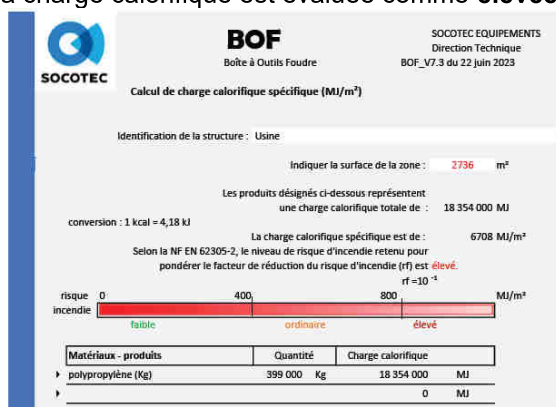 la charge calorifique est évaluée comme
BOF
Boîte à Outils Foudre
SOCOTEC EQUIPEMENTS
Direction Technique
BOF_V7.3 du 22 juin 2023
SOCOTEC
Calcul de charge calorifique spécifique (MJ/m²)
Identification de la structure : Usine
Indiquer la surface de la zone : 2736 m²
Les produits désignés ci-dessous représentent
une charge calorifique totale de : 18 354 000 MJ
conversion : 1 kcal = 4,18 kJ
La charge calorifique spécifique est de : 6708 MJ/m²
Selon la NF EN 62305-2, le niveau de risque d'incendie retenu pour
pondérer le facteur de réduction du risque d'incendie (rf) est élevé.
rf =10 ⁻¹
risque 0 400 800 MJ/m²
incendie
faible ordinaire élevé
Matériaux - produits Quantité Charge calorifique
polypropylène (Kg) 399 000 Kg 18 354 000 MJ
0 MJ